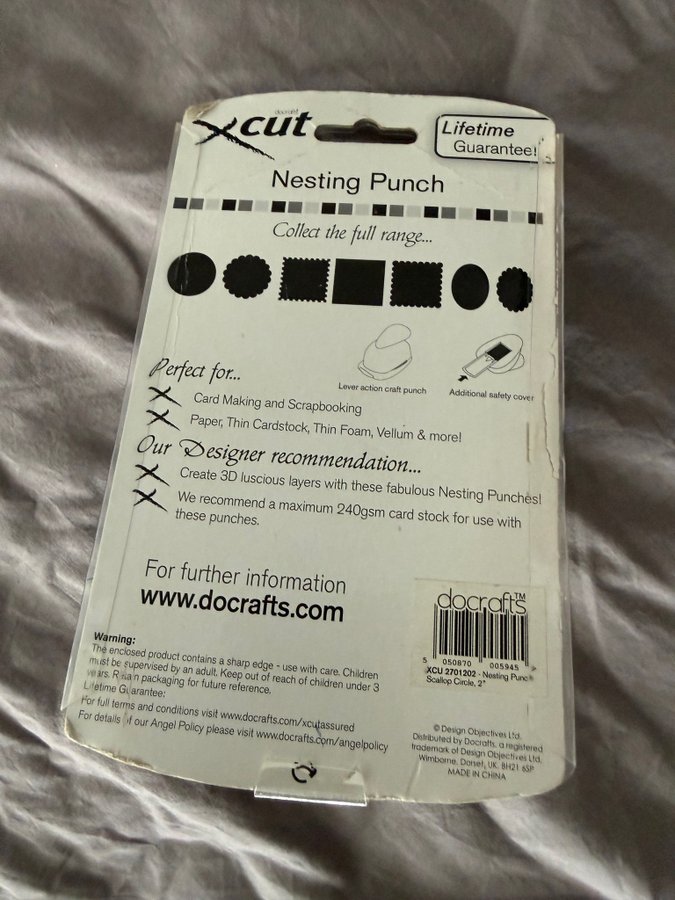 docrafts
Xcut
Lifetime
Guarantee!
Nesting Punch
Collect the full range...
Lever action craft punch
Additional safety cover
Perfect for...
Card Making and Scrapbooking
Paper, Thin Cardstock, Thin Foam, Vellum & more!
Our Designer recommendation...
Create 3D luscious layers with these fabulous Nesting Punches!
We recommend a maximum 240gsm card stock for use with
these punches.
For further information
www.docrafts.com
docrafts™
5 050870 005945
XCU 2701202 - Nesting Punch
Scallop Circle, 2"
Warning:
The enclosed product contains a sharp edge - use with care. Children
must be supervised by an adult. Keep out of reach of children under 3
years. Retain packaging for future reference.
Lifetime Guarantee:
For full terms and conditions visit www.docrafts.com/xcutassured
For details of our Angel Policy please visit www.docrafts.com/angelpolicy
© Design Objectives Ltd.
Distributed by Docrafts, a registered
trademark of Design Objectives Ltd,
Wimborne, Dorset, UK. BH21 6SP
MADE IN CHINA